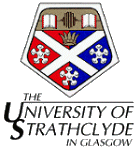 THE
UNIVERSITY OF
STRATHCLYDE
IN GLASGOW